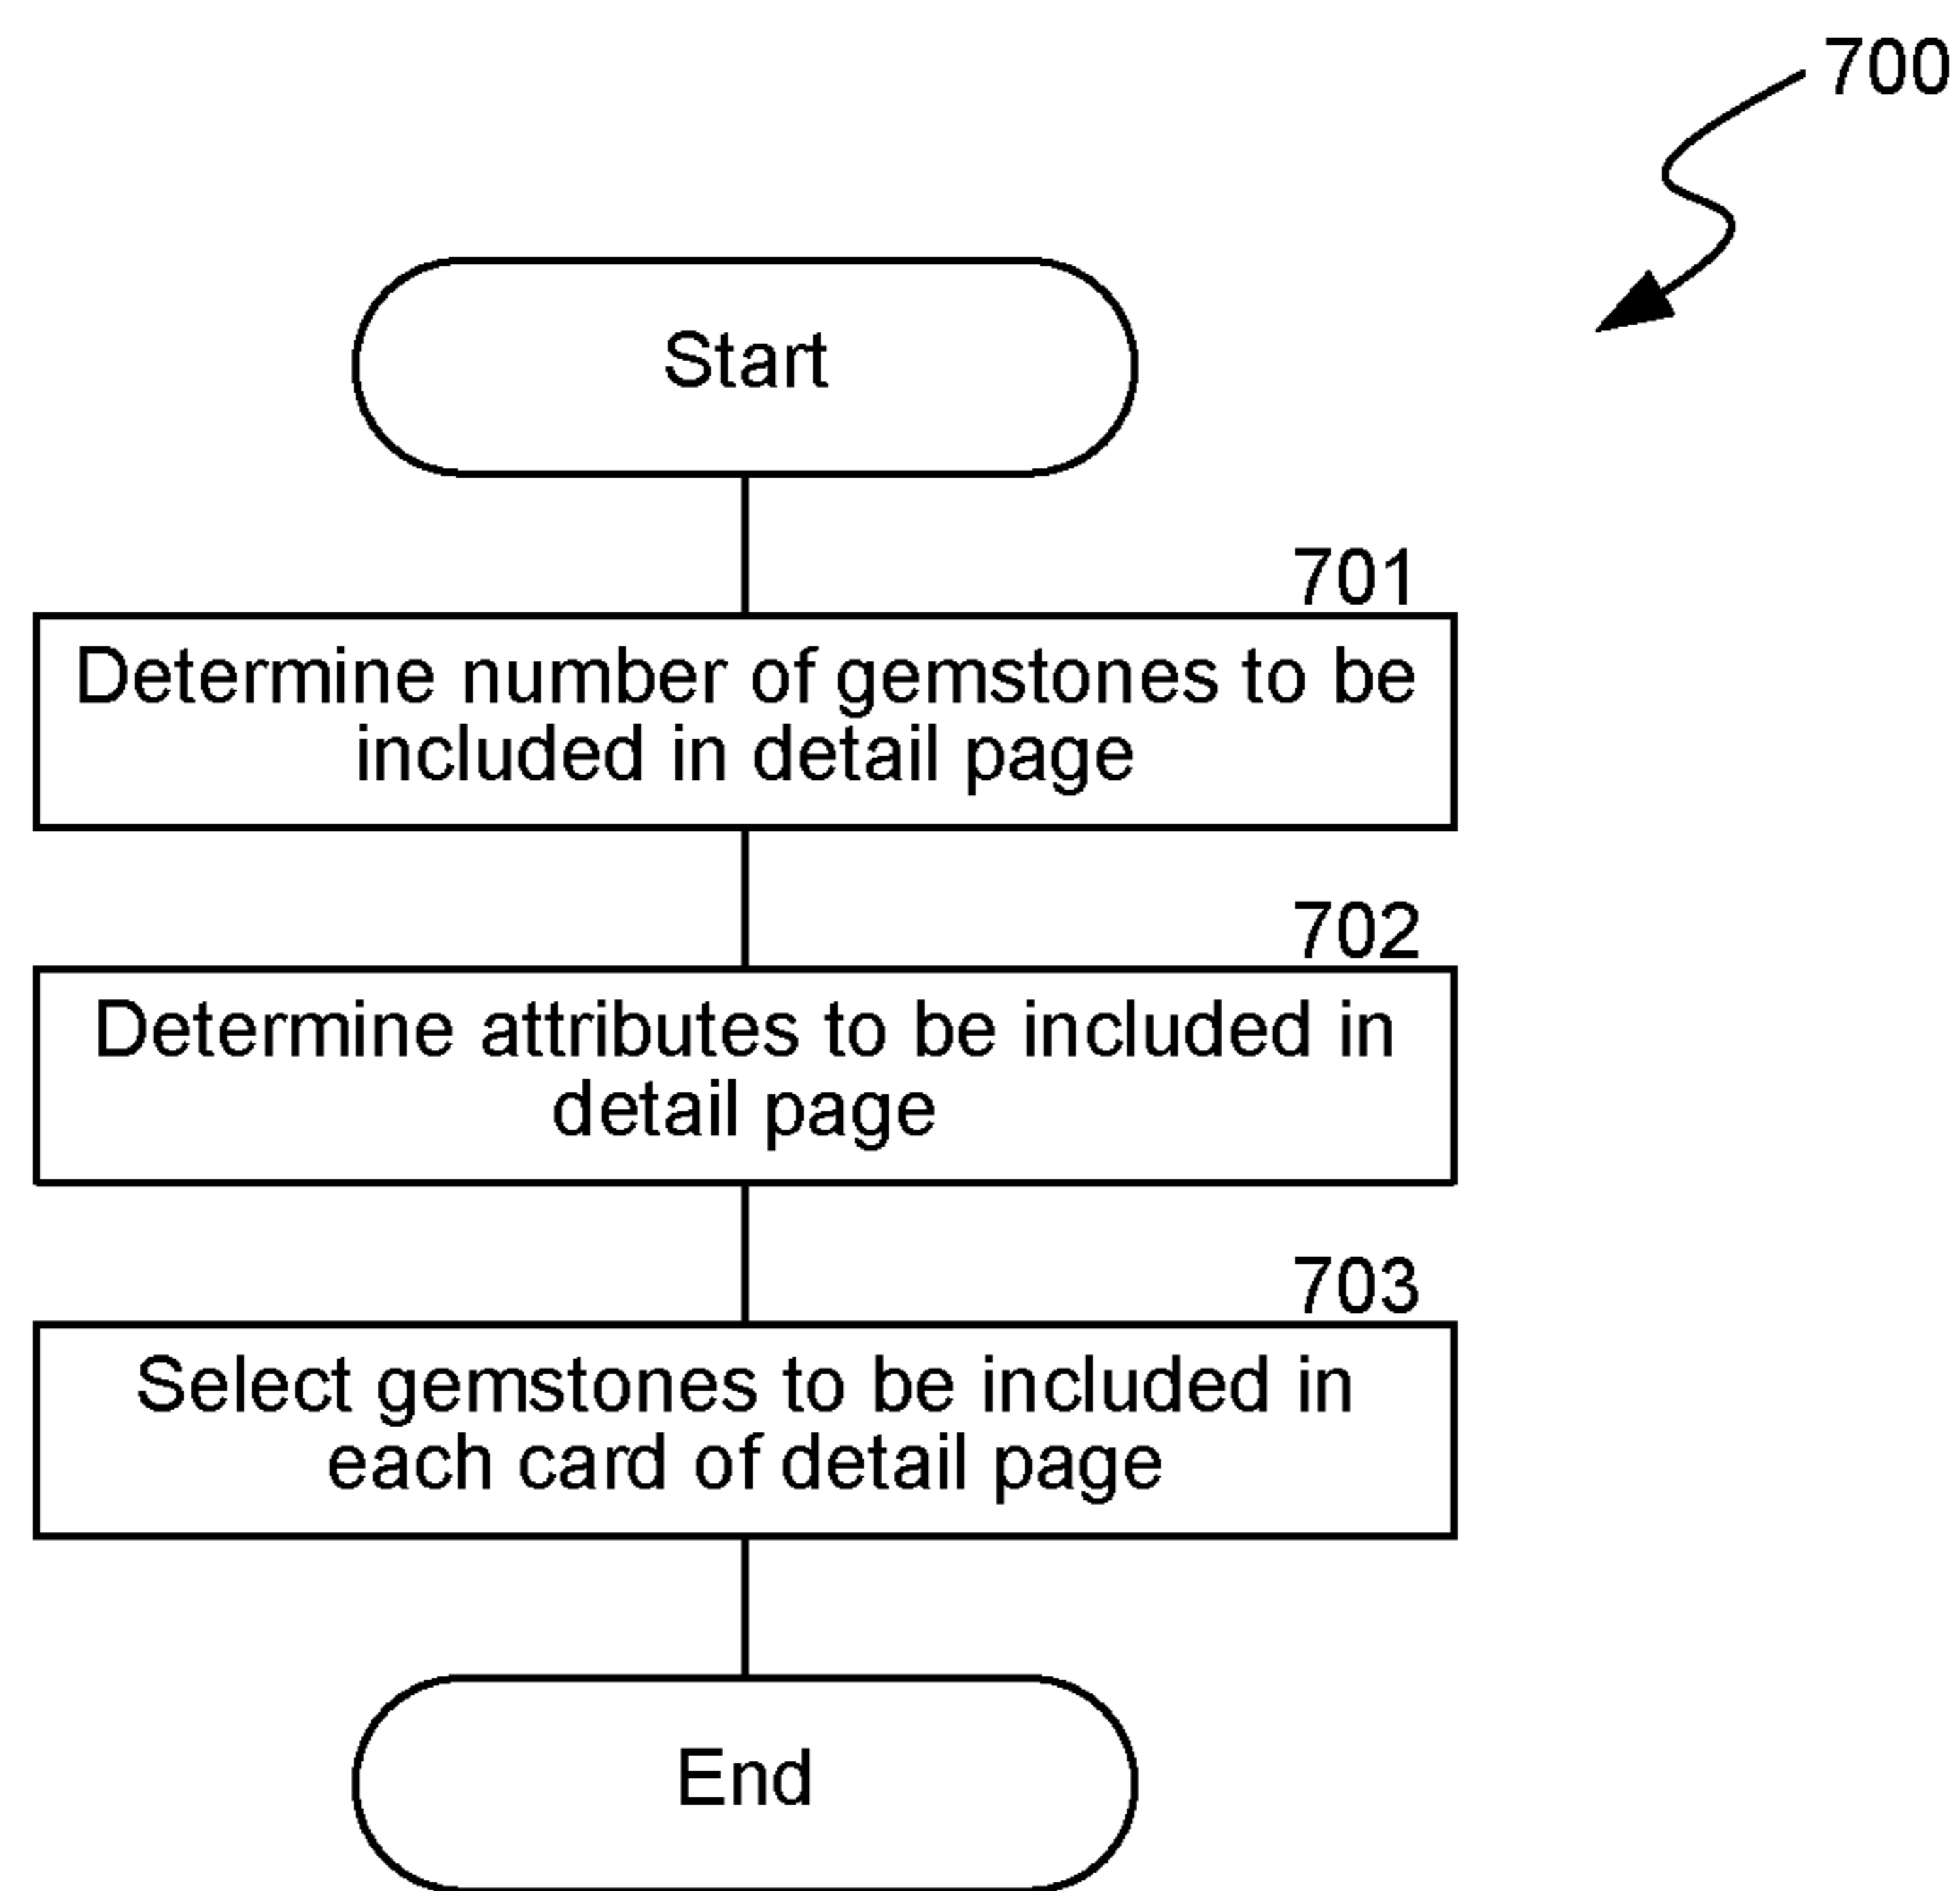 700
Start
701
Determine number of gemstones to be
included in detail page
702
Determine attributes to be included in
detail page
703
Select gemstones to be included in
each card of detail page
End